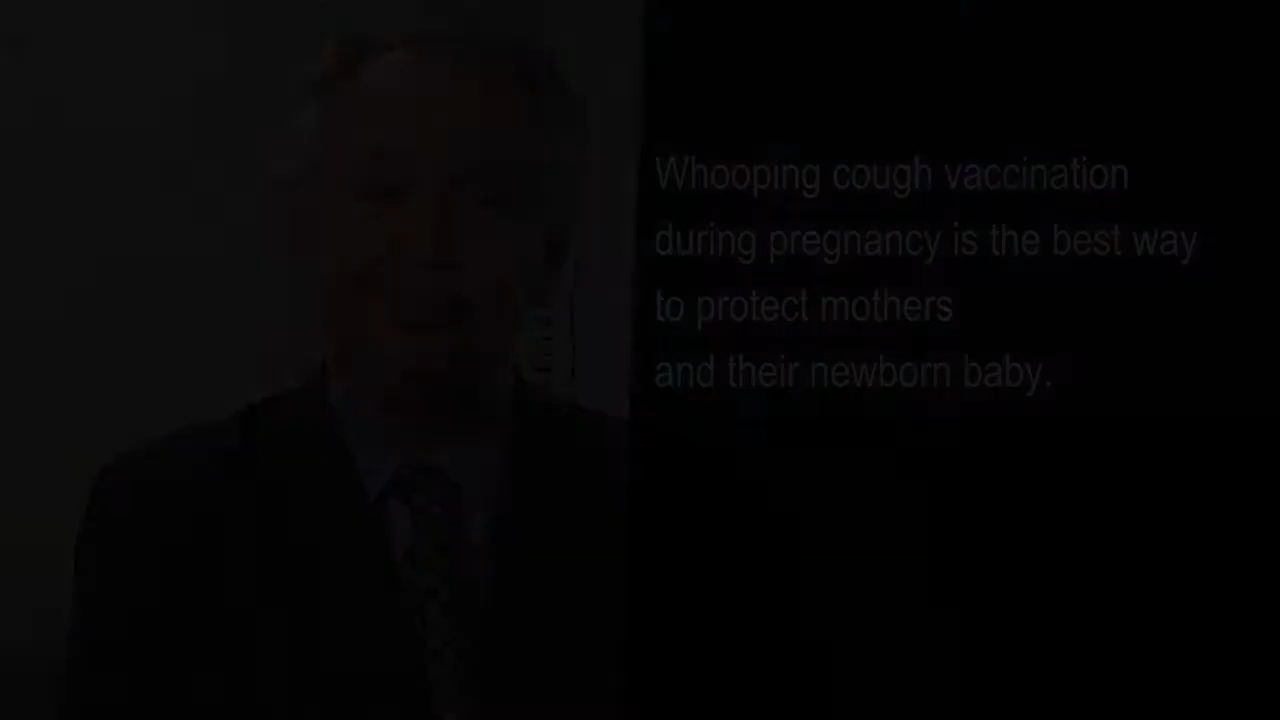 Whooping cough vaccination
during pregnancy is the best way
to protect mothers
and their newborn baby.